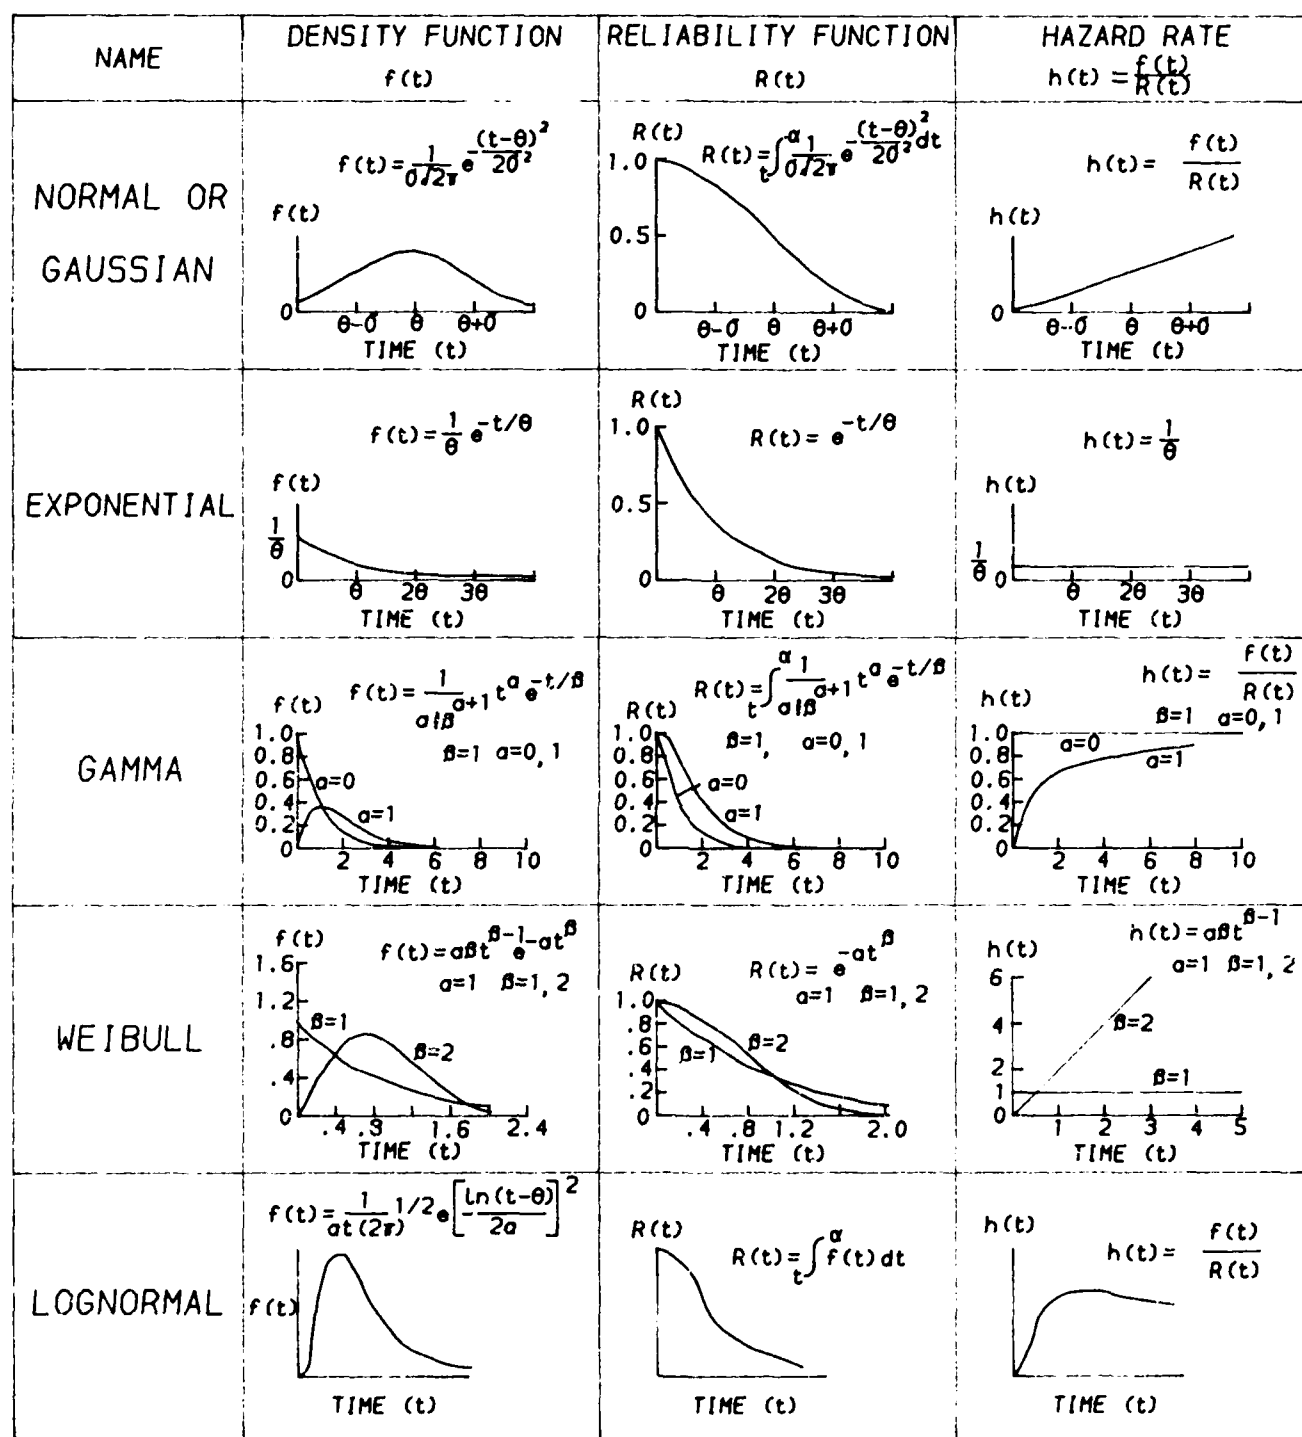 NAME
DENSITY FUNCTION
f(t)
RELIABILITY FUNCTION
R(t)
HAZARD RATE
h(t) = f(t)/R(t)
NORMAL OR
GAUSSIAN
f(t) = 1/(σ√2π) e^-(t-θ)²/2σ²
f(t)
0
θ-σ θ θ+σ
TIME (t)
R(t)
R(t) = ∫t^α 1/(σ√2π) e^-(t-θ)²/2σ² dt
1.0
0.5
0
θ-σ θ θ+σ
TIME (t)
h(t) = f(t)/R(t)
h(t)
0
θ-σ θ θ+σ
TIME (t)
EXPONENTIAL
f(t) = 1/θ e^-t/θ
f(t)
1/θ
0
θ 2θ 3θ
TIME (t)
R(t)
R(t) = e^-t/θ
1.0
0.5
0
θ 2θ 3θ
TIME (t)
h(t) = 1/θ
h(t)
1/θ
0
θ 2θ 3θ
TIME (t)
GAMMA
f(t) = 1/(a!β^a+1) t^a e^-t/β
β=1 a=0, 1
f(t)
1.0
0.8
0.6
0.4
0.2
0
a=0
a=1
2 4 6 8 10
TIME (t)
R(t) = ∫t^α 1/(a!β^a+1) t^a e^-t/β
β=1, a=0, 1
R(t)
1.0
0.8
0.6
0.4
0.2
0
a=0
a=1
2 4 6 8 10
TIME (t)
h(t) = f(t)/R(t)
β=1 a=0, 1
h(t)
1.0
0.8
0.6
0.4
0.2
0
a=0
a=1
2 4 6 8 10
TIME (t)
WEIBULL
f(t) = aβt^β-1 e^-at^β
a=1 β=1, 2
f(t)
1.6
1.2
.8
.4
0
β=1
β=2
.4 .8 1.6 2.4
TIME (t)
R(t) = e^-at^β
a=1 β=1, 2
R(t)
1.0
.8
.6
.4
.2
0
β=1
β=2
.4 .8 1.2 2.0
TIME (t)
h(t) = aβt^β-1
a=1 β=1, 2
h(t)
6
4
2
1
0
β=2
β=1
1 2 3 4 5
TIME (t)
LOGNORMAL
f(t) = 1/(at(2π)^1/2) e[-ln(t-θ)/2a]²
f(t)
TIME (t)
R(t)
R(t) = ∫t^α f(t)dt
TIME (t)
h(t)
h(t) = f(t)/R(t)
TIME (t)